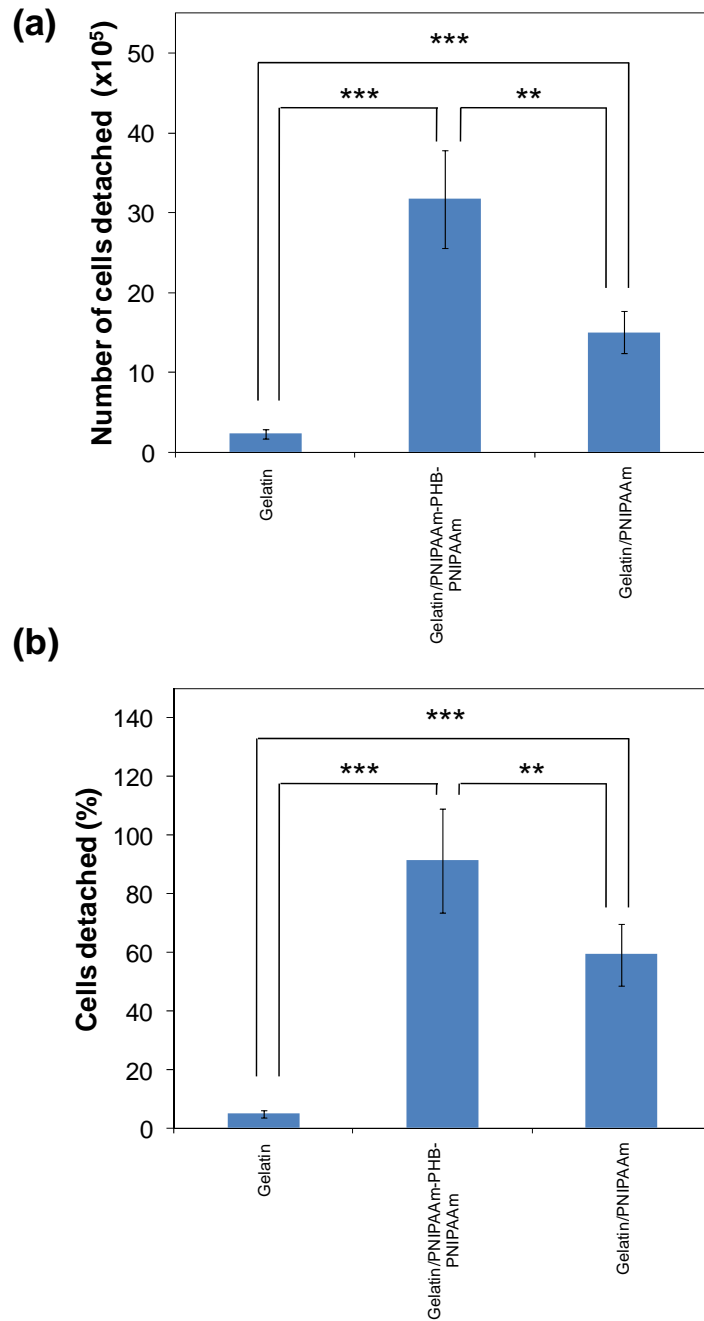 (a)
Number of cells detached (x10⁵)
50
40
30
20
10
0
***
***
**
Gelatin
Gelatin/PNIPAAm-PHB-
PNIPAAm
Gelatin/PNIPAAm
(b)
Cells detached (%)
140
120
100
80
60
40
20
0
***
***
**
Gelatin
Gelatin/PNIPAAm-PHB-
PNIPAAm
Gelatin/PNIPAAm